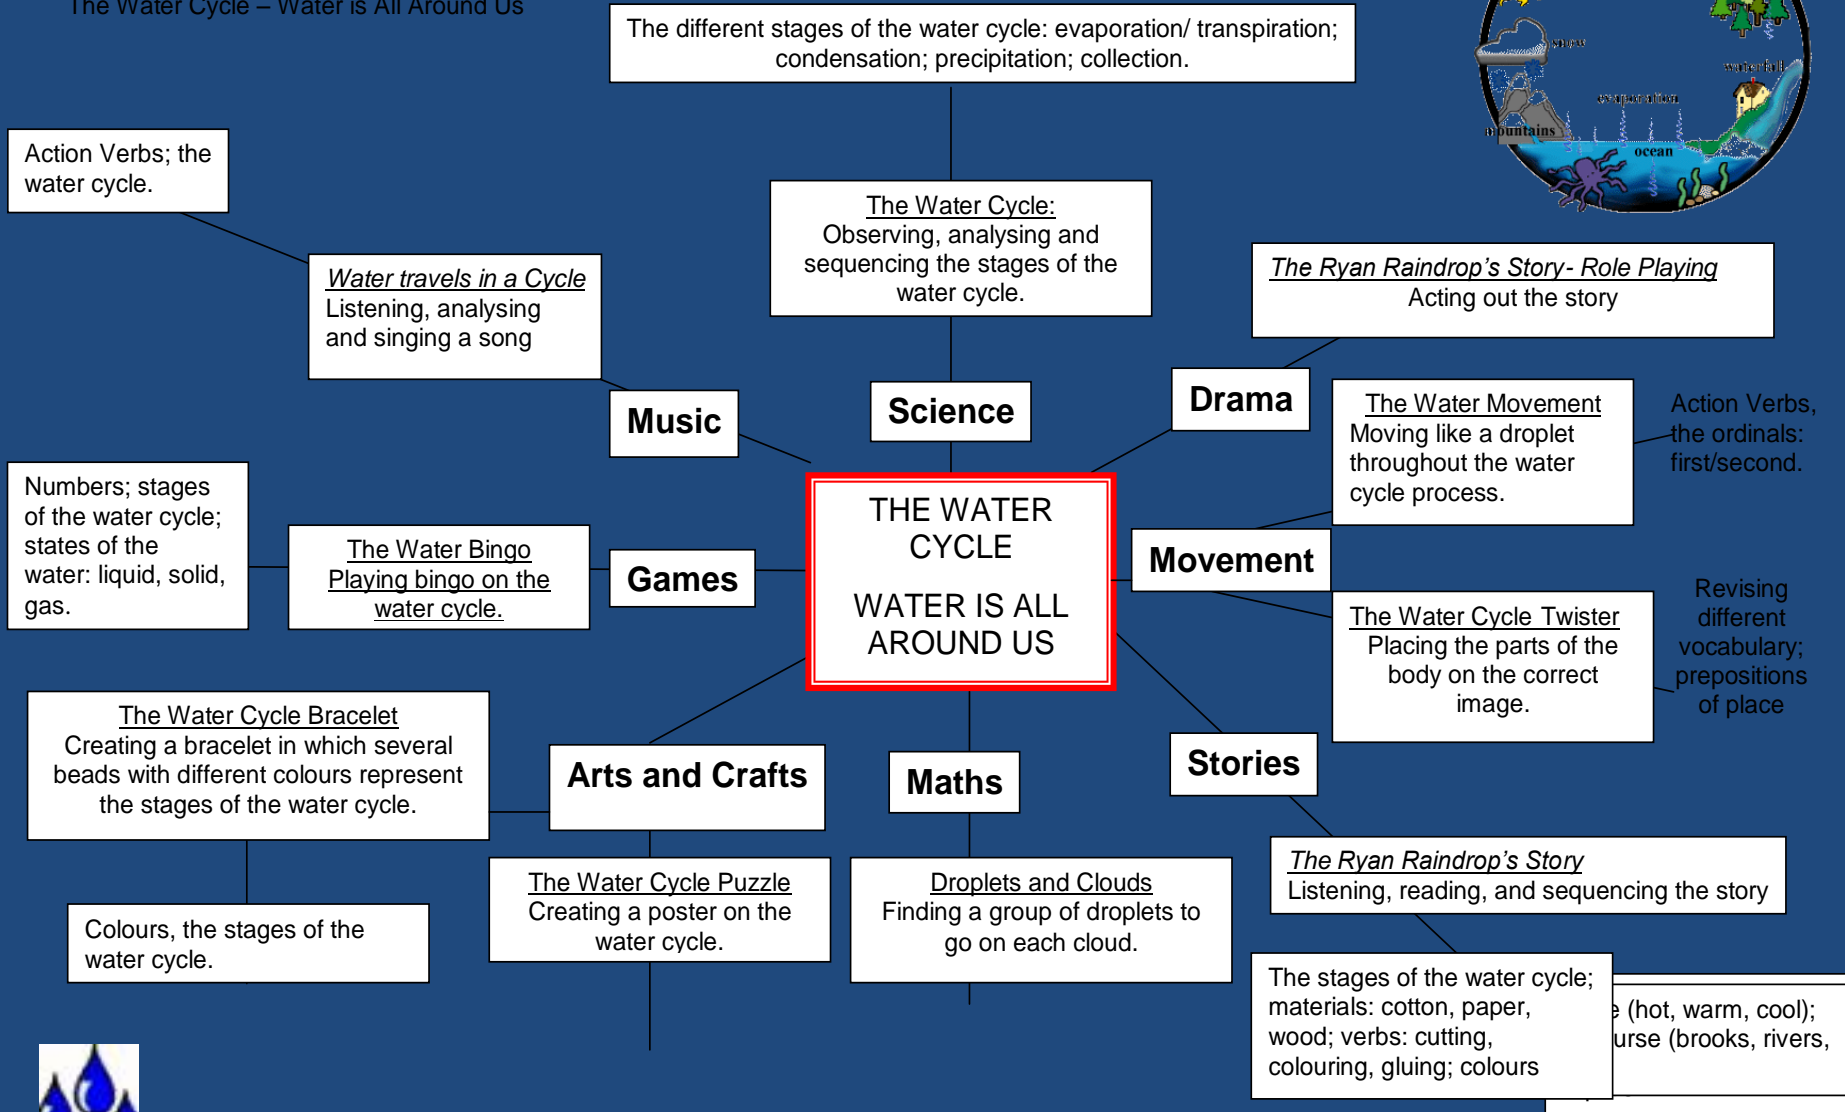 The Water Cycle – Water is All Around Us
The different stages of the water cycle: evaporation/ transpiration;
condensation; precipitation; collection.
snow
waterfall
evaporation
mountains
ocean
Action Verbs; the
water cycle.
The Water Cycle:
Observing, analysing and
sequencing the stages of the
water cycle.
Water travels in a Cycle
Listening, analysing
and singing a song
The Ryan Raindrop's Story- Role Playing
Acting out the story
Music
Science
Drama
The Water Movement
Moving like a droplet
throughout the water
cycle process.
Action Verbs,
the ordinals:
first/second.
Numbers; stages
of the water cycle;
states of the
water: liquid, solid,
gas.
The Water Bingo
Playing bingo on the
water cycle.
Games
THE WATER
CYCLE
WATER IS ALL
AROUND US
Movement
The Water Cycle Twister
Placing the parts of the
body on the correct
image.
Revising
different
vocabulary;
prepositions
of place
The Water Cycle Bracelet
Creating a bracelet in which several
beads with different colours represent
the stages of the water cycle.
Arts and Crafts
Maths
Stories
Colours, the stages of the
water cycle.
The Water Cycle Puzzle
Creating a poster on the
water cycle.
Droplets and Clouds
Finding a group of droplets to
go on each cloud.
The Ryan Raindrop's Story
Listening, reading, and sequencing the story
The stages of the water cycle;
materials: cotton, paper,
wood; verbs: cutting,
colouring, gluing; colours
(hot, warm, cool);
(brooks, rivers,